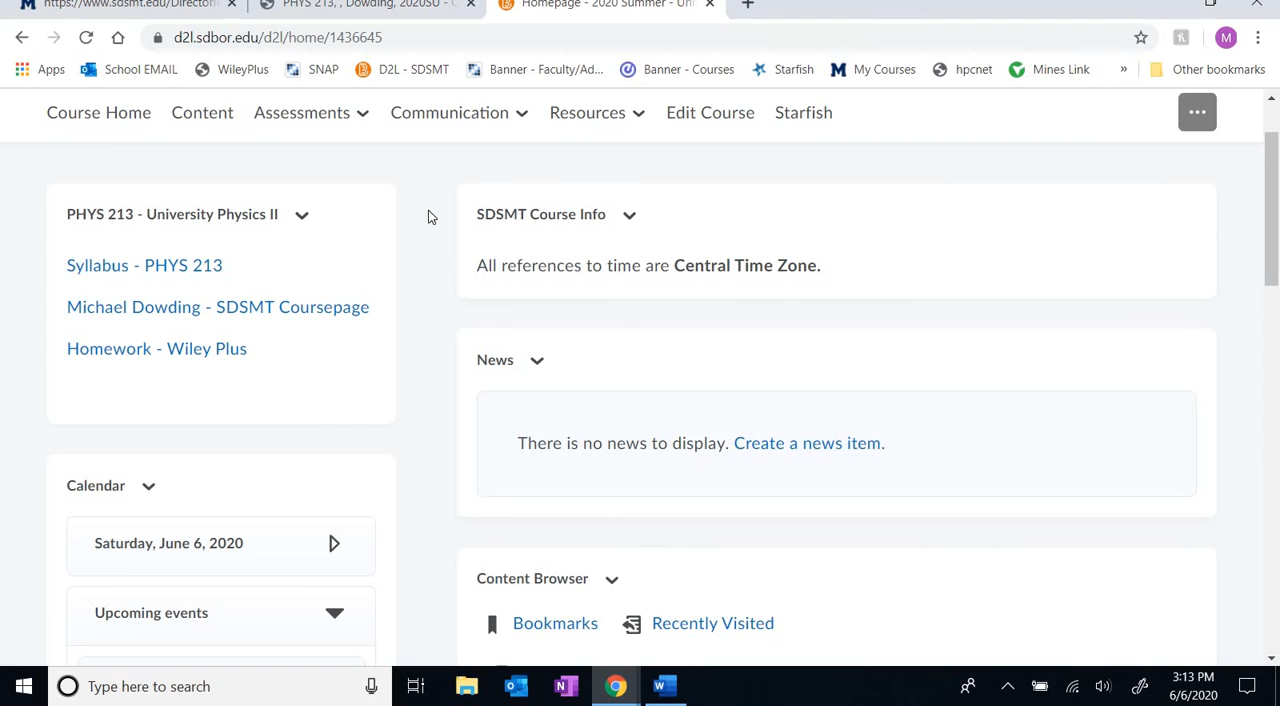 https://www.sdsmt.edu/Director
PHYS 213, , Dowding, 2020SU - C
Homepage - 2020 Summer - Uni
d2l.sdbor.edu/d2l/home/1436645
M
Apps
School EMAIL
WileyPlus
SNAP
D2L - SDSMT
Banner - Faculty/Ad...
Banner - Courses
Starfish
My Courses
hpcnet
Mines Link
»
Other bookmarks
Course Home
Content
Assessments
Communication
Resources
Edit Course
Starfish
PHYS 213 - University Physics II
Syllabus - PHYS 213
Michael Dowding - SDSMT Coursepage
Homework - Wiley Plus
Calendar
Saturday, June 6, 2020
Upcoming events
SDSMT Course Info
All references to time are Central Time Zone.
News
There is no news to display. Create a news item.
Content Browser
Bookmarks
Recently Visited
Type here to search
3:13 PM
6/6/2020